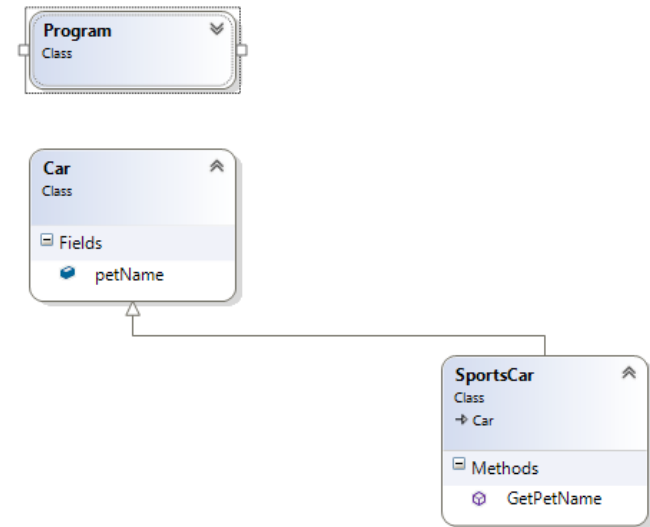 Program
Class
Car
Class
Fields
petName
SportsCar
Class
Car
Methods
GetPetName